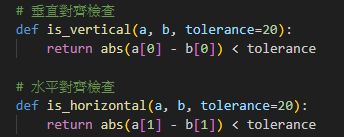 # 垂直對齊檢查
def is_vertical(a, b, tolerance=20):
    return abs(a[0] - b[0]) < tolerance

# 水平對齊檢查
def is_horizontal(a, b, tolerance=20):
    return abs(a[1] - b[1]) < tolerance